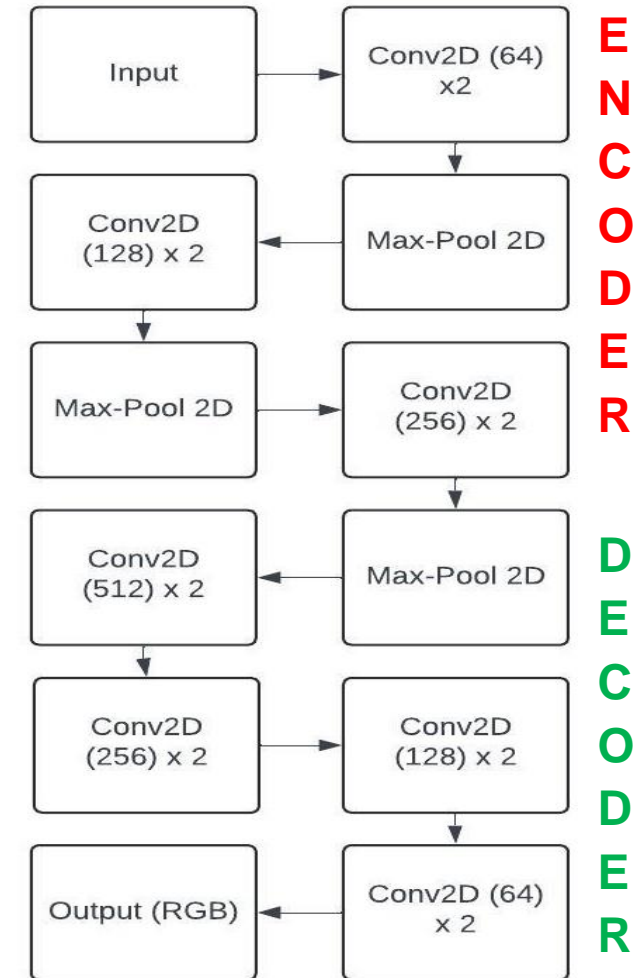 Input
Conv2D (64)
x2
Max-Pool 2D
Conv2D
(128) x 2
Max-Pool 2D
Conv2D
(256) x 2
Max-Pool 2D
Conv2D
(512) x 2
Conv2D
(256) x 2
Conv2D
(128) x 2
Conv2D (64)
x 2
Output (RGB)
E
N
C
O
D
E
R
D
E
C
O
D
E
R